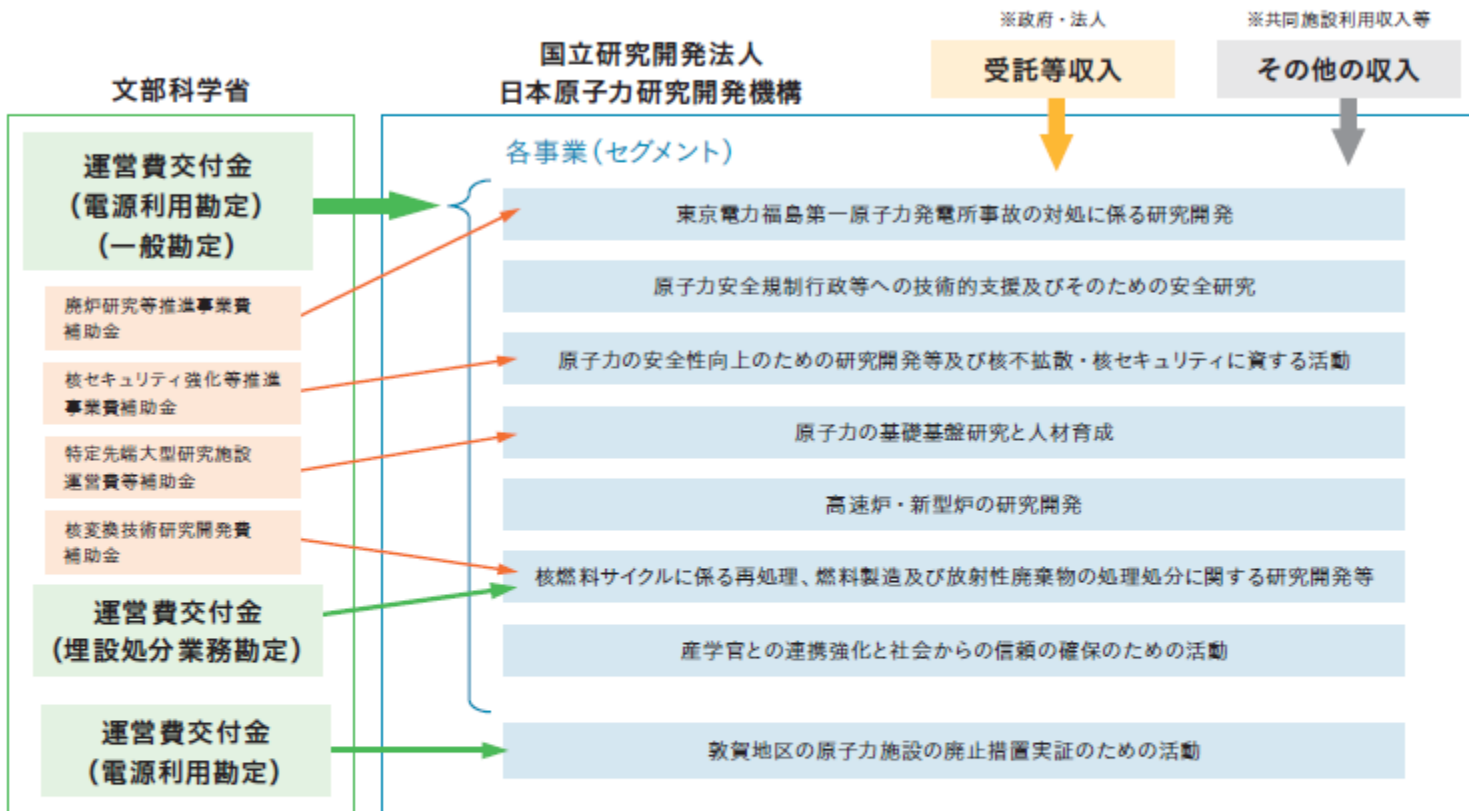 ※政府・法人
※共同施設利用収入等
国立研究開発法人
日本原子力研究開発機構
受託等収入
その他の収入
文部科学省
各事業(セグメント)
運営費交付金
(電源利用勘定)
(一般勘定)
廃炉研究等推進事業費
補助金
核セキュリティ強化等推進
事業費補助金
特定先端大型研究施設
運営費等補助金
核変換技術研究開発費
補助金
運営費交付金
(埋設処分業務勘定)
運営費交付金
(電源利用勘定)
東京電力福島第一原子力発電所事故の対処に係る研究開発
原子力安全規制行政等への技術的支援及びそのための安全研究
原子力の安全性向上のための研究開発等及び核不拡散・核セキュリティに資する活動
原子力の基礎基盤研究と人材育成
高速炉・新型炉の研究開発
核燃料サイクルに係る再処理、燃料製造及び放射性廃棄物の処理処分に関する研究開発等
産学官との連携強化と社会からの信頼の確保のための活動
敦賀地区の原子力施設の廃止措置実証のための活動